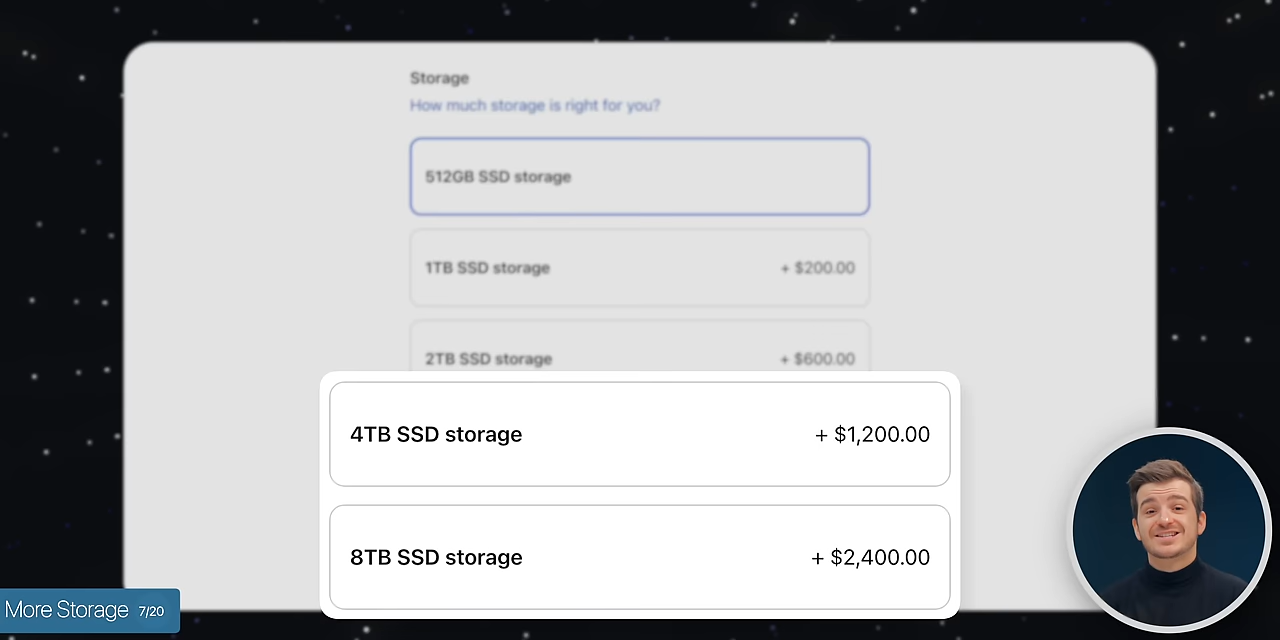 Storage
How much storage is right for you?
512GB SSD storage
1TB SSD storage + $200.00
2TB SSD storage + $600.00
4TB SSD storage + $1,200.00
8TB SSD storage + $2,400.00
More Storage 7/20